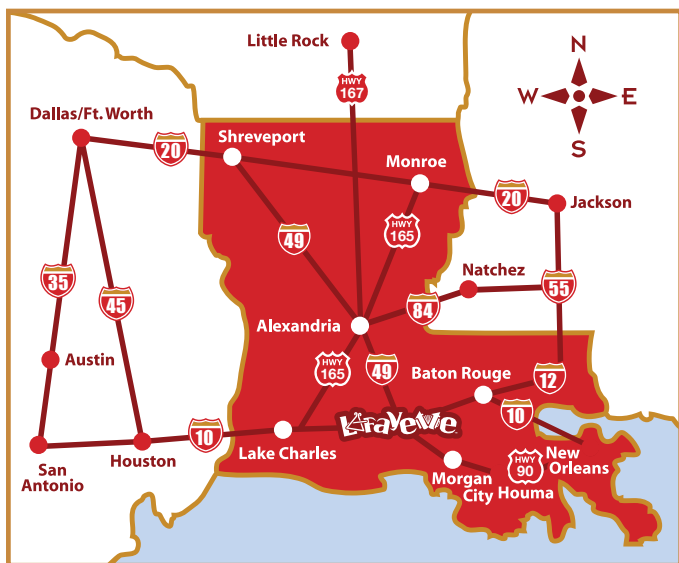 Little Rock
N
HWY
167
W
E
Dallas/Ft. Worth
S
Shreveport
20
Monroe
20
Jackson
49
HWY
165
Natchez
35
45
55
84
Alexandria
Austin
HWY
165
49
Baton Rouge
12
10
Lafayette
10
Lake Charles
San
Antonio
Houston
Morgan
City
Houma
HWY
90
New
Orleans